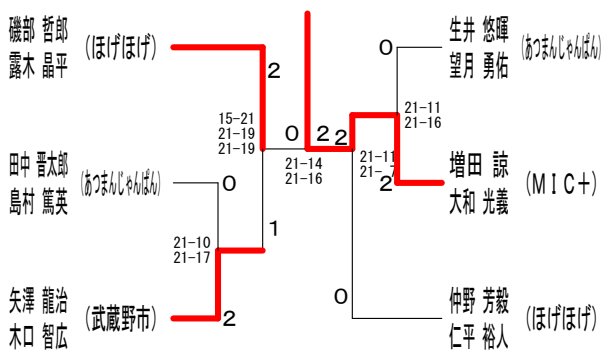 磯部 哲郎
露木 晶平
(ほげほげ)
2
15-21
21-19
21-19
田中 晋太郎
島村 篤英
(あつまんじゃんぱん)
0
1
21-10
21-17
矢澤 龍治
木口 智広
(武蔵野市)
2
0
2
21-14
21-16
2
生井 悠暉
望月 勇佑
(あつまんじゃんぱん)
0
21-11
21-16
増田 諒
大和 光義
(MIC+)
2
21-11
21-7
仲野 芳毅
仁平 裕人
(ほげほげ)
0